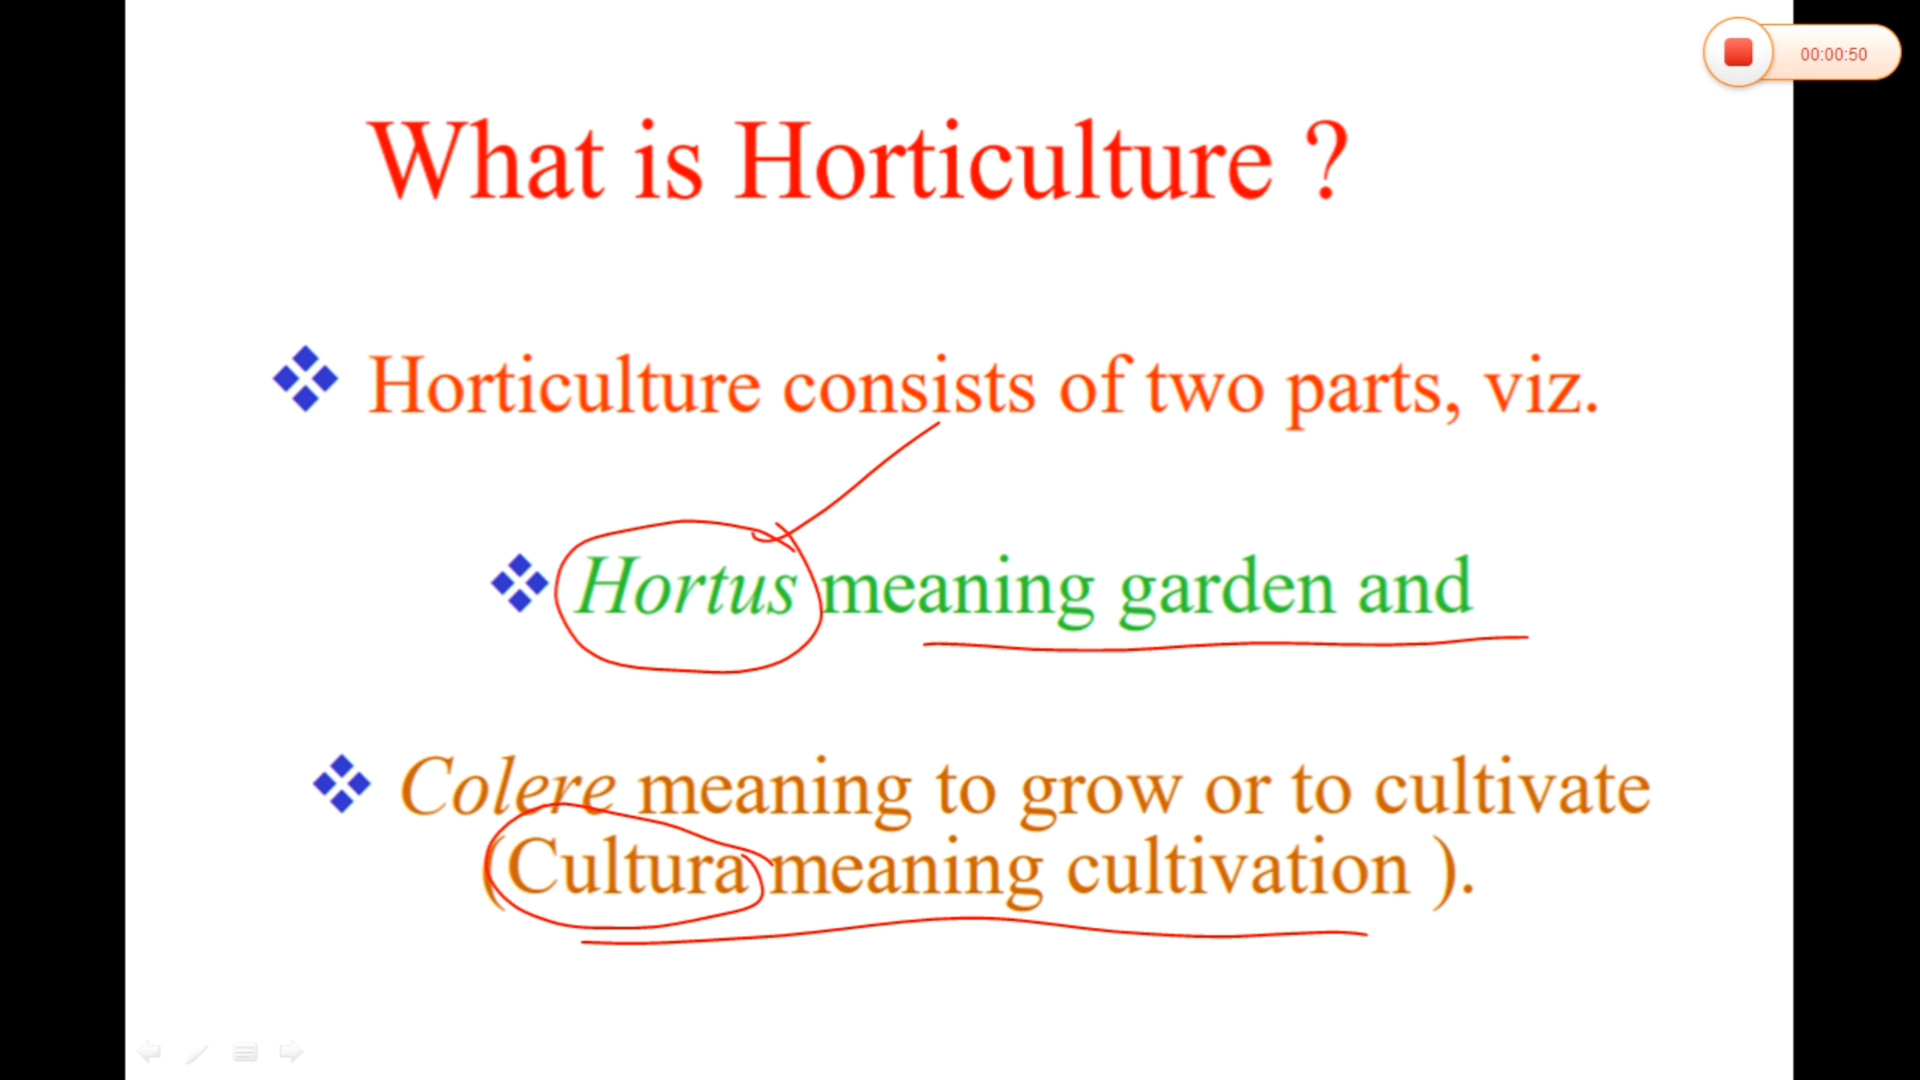 00:00:50
What is Horticulture ?
Horticulture consists of two parts, viz.
Hortus meaning garden and
Colere meaning to grow or to cultivate
(Cultura meaning cultivation ).